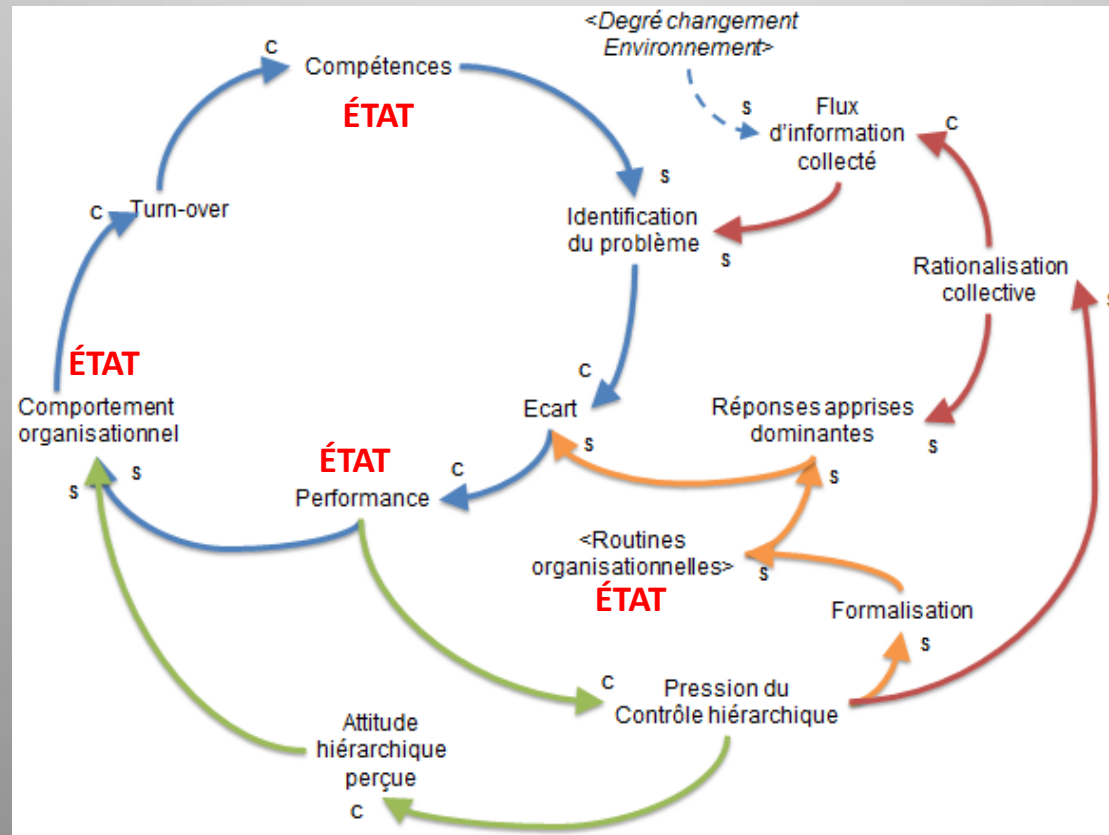 <Degré changement
Environnement>
C
Compétences
ÉTAT
S
Flux
d'information
collecté
C
S
C
Turn-over
Identification
du problème
S
Rationalisation
collective
S
ÉTAT
Comportement
organisationnel
S
S
C
Ecart
S
Réponses apprises
dominantes
S
S
ÉTAT
C
Performance
<Routines
organisationnelles>
S
ÉTAT
Formalisation
S
C
Pression du
Contrôle hiérarchique
Attitude
hiérarchique
perçue
C